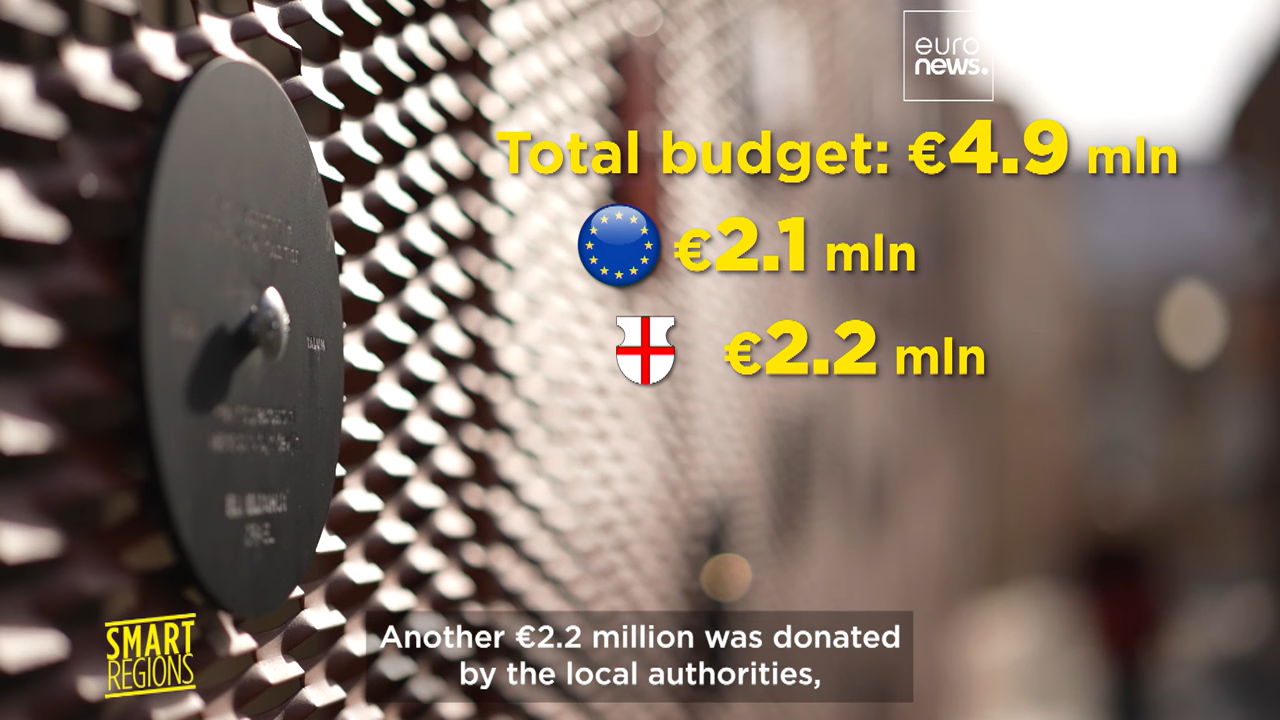 euro
news.
Total budget: €4.9 mln
€2.1 mln
€2.2 mln
SMART
REGIONS
Another €2.2 million was donated
by the local authorities,